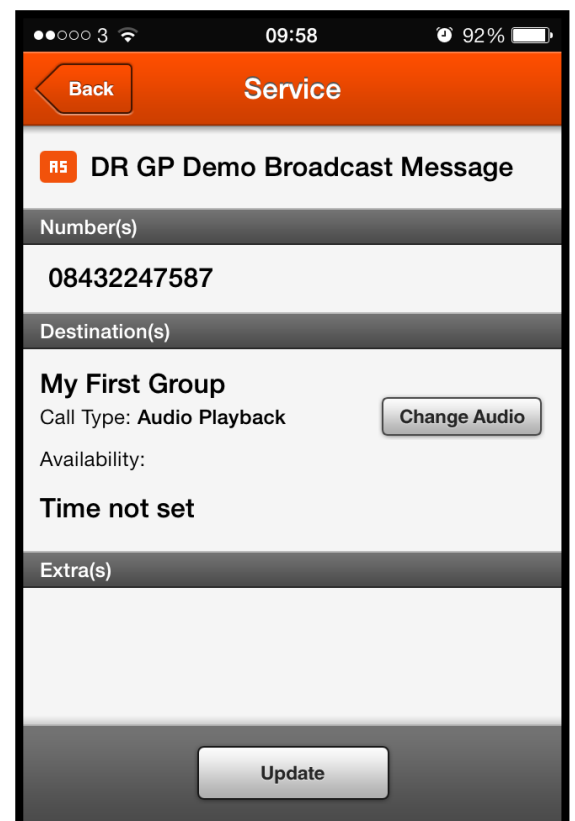 3 09:58 92%
Back Service
AS DR GP Demo Broadcast Message
Number(s)
08432247587
Destination(s)
My First Group
Call Type: Audio Playback Change Audio
Availability:
Time not set
Extra(s)
Update